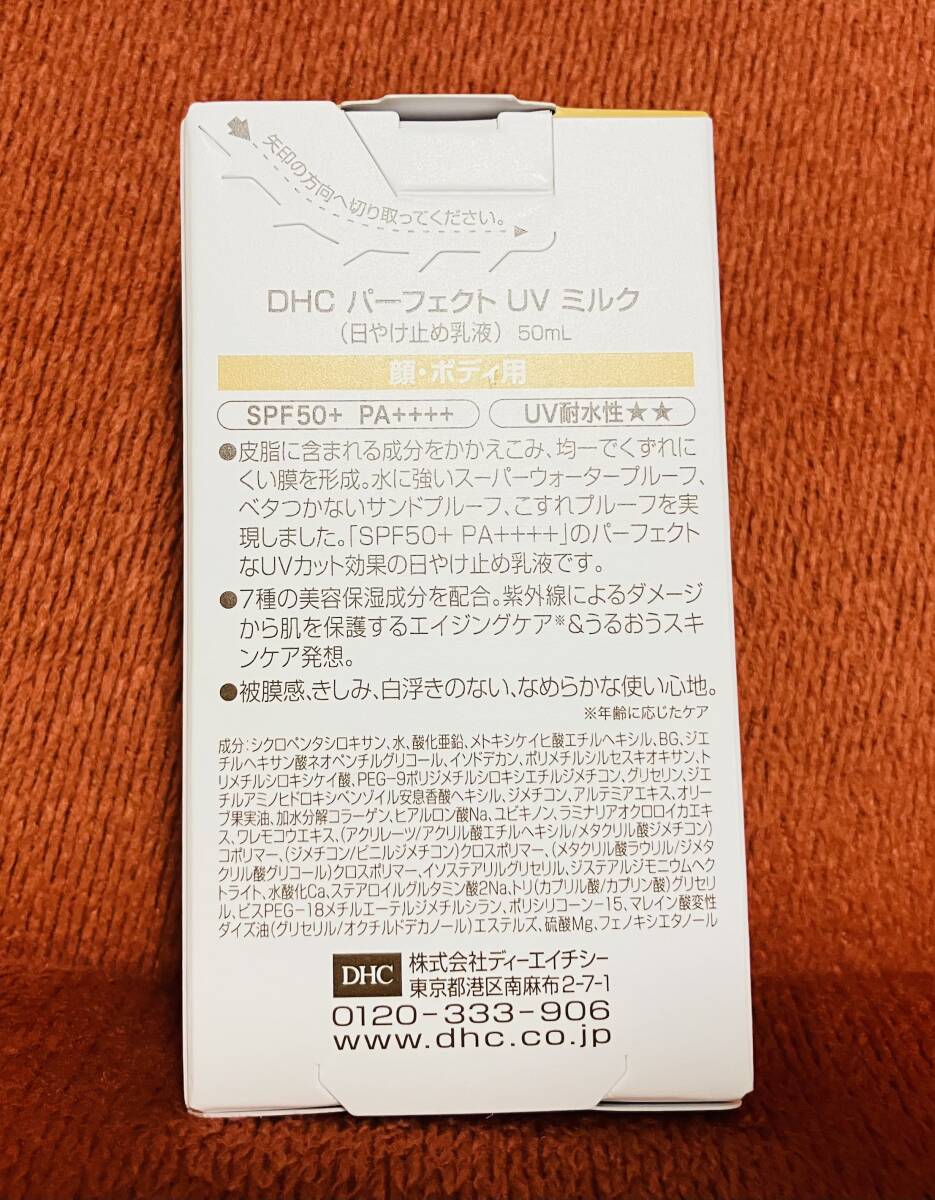 矢印の方向へ切り取ってください。
DHC パーフェクト UV ミルク
(日やけ止め乳液) 50mL
顔・ボディ用
SPF50+ PA++++
UV耐水性★★
●皮脂に含まれる成分をかかえこみ、均一でくずれに
くい膜を形成。水に強いスーパーウォータープルーフ、
ベタつかないサンドプルーフ、こすれプルーフを実
現しました。「SPF50+ PA++++」のパーフェクト
なUVカット効果の日やけ止め乳液です。
●7種の美容保湿成分を配合。紫外線によるダメージ
から肌を保護するエイジングケア※&うるおうスキ
ンケア発想。
●被膜感、きしみ、白浮きのない、なめらかな使い心地。
※年齢に応じたケア
成分:シクロペンタシロキサン、水、酸化亜鉛、メトキシケイヒ酸エチルヘキシル、BG、ジエ
チルヘキサン酸ネオペンチルグリコール、イソドデカン、ポリメチルシルセスキオキサン、ト
リメチルシロキシケイ酸、PEG-9ポリジメチルシロキシエチルジメチコン、グリセリン、ジエ
チルアミノヒドロキシベンゾイル安息香酸ヘキシル、ジメチコン、アルテミアエキス、オリー
ブ果実油、加水分解コラーゲン、ヒアルロン酸Na、ユビキノン、ラミナリアオクロロイカエキ
ス、ワレモコウエキス、(アクリレーツ/アクリル酸エチルヘキシル/メタクリル酸ジメチコン)
コポリマー、(ジメチコン/ビニルジメチコン)クロスポリマー、(メタクリル酸ラウリル/ジメタ
クリル酸グリコール)クロスポリマー、イソステアリルグリセリル、ジステアルジモニウムヘクト
トライト、水酸化Ca、ステアロイルグルタミン酸2Na、トリ(カプリル酸/カプリン酸)グリセリ
ル、ビスPEG-18メチルエーテルジメチルシラン、ポリシリコーン-15、マレイン酸変性
ダイズ油(グリセリル/オクチルドデカノール)エステルズ、硫酸Mg、フェノキシエタノール
DHC 株式会社ディーエイチシー
東京都港区南麻布2-7-1
0120-333-906
www.dhc.co.jp